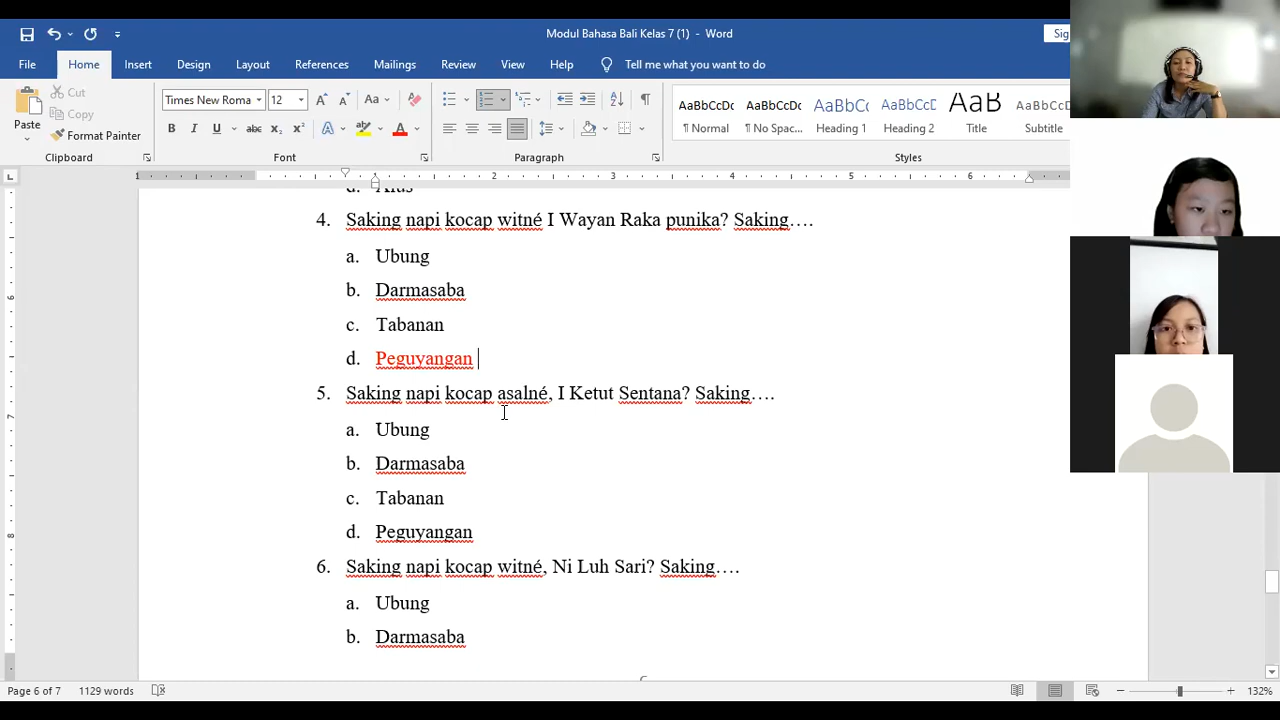 Modul Bahasa Bali Kelas 7 (1) - Word
File Home Insert Design Layout References Mailings Review View Help Tell me what you want to do
Paste
Cut
Copy
Format Painter
Clipboard
Times New Roma 12
Font
Paragraph
AaBbCcDc AaBbCcDc AaBbCcDc AaBbCcD AaB AaBbCcDd
¶ Normal ¶ No Spac... Heading 1 Heading 2 Title Subtitle
Styles
d. Alus
4. Saking napi kocap witné I Wayan Raka punika? Saking….
a. Ubung
b. Darmasaba
c. Tabanan
d. Peguyangan
5. Saking napi kocap asalné, I Ketut Sentana? Saking….
a. Ubung
b. Darmasaba
c. Tabanan
d. Peguyangan
6. Saking napi kocap witné, Ni Luh Sari? Saking….
a. Ubung
b. Darmasaba
Page 6 of 7 1129 words 132%